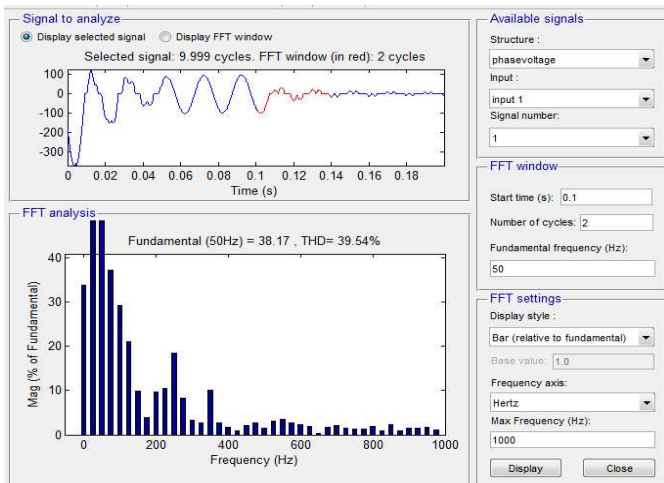 Signal to analyze
Display selected signal
Display FFT window
Selected signal: 9.999 cycles. FFT window (in red): 2 cycles
100
0
-100
-200
-300
0 0.02 0.04 0.06 0.08 0.1 0.12 0.14 0.16 0.18
Time (s)
FFT analysis
Fundamental (50Hz) = 38.17 , THD= 39.54%
Mag (% of Fundamental)
40
30
20
10
0
0 200 400 600 800 1000
Frequency (Hz)
Available signals
Structure :
phasevoltage
Input :
input 1
Signal number:
1
FFT window
Start time (s): 0.1
Number of cycles: 2
Fundamental frequency (Hz):
50
FFT settings
Display style :
Bar (relative to fundamental)
Base value: 1.0
Frequency axis:
Hertz
Max Frequency (Hz):
1000
Display
Close